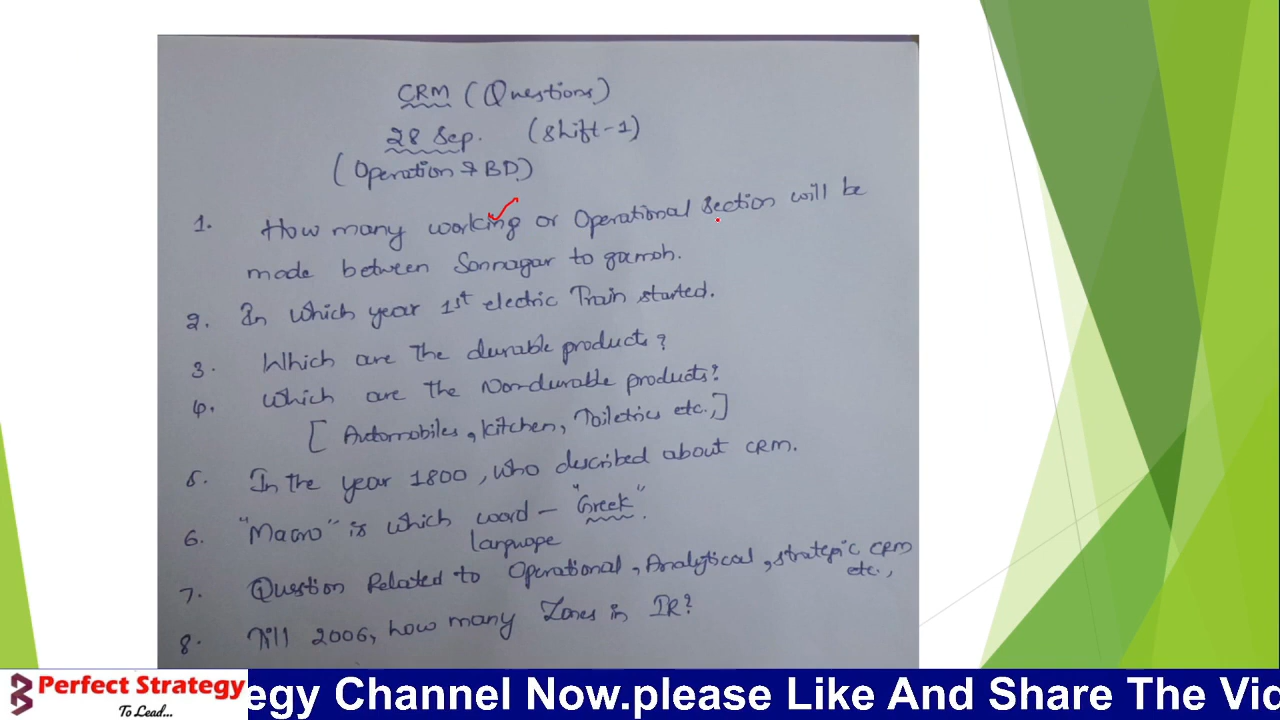 CRM (Questions)
28 Sep. (Shift-1)
(Operation & BD)
1. How many working or Operational Section will be
made between Sonnagar to gomoh.
2. In which year 1st electric Train started.
3. Which are the durable products?
4. Which are the Non-durable products?
[Automobiles, kitchen, Toiletries etc.,]
5. In the year 1800, who described about CRM.
6. "Macro" is which word - "Greek".
language
7. Question Related to Operational, Analytical, strategic CRM
etc.,
8. Till 2006, how many Zones in IR?
Perfect Strategy
To Lead...
egy Channel Now.please Like And Share The Vid